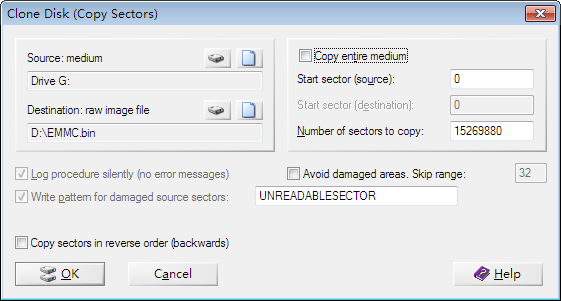 Clone Disk (Copy Sectors)
Source: medium
Drive G:
Destination: raw image file
D:\EMMC.bin
Copy entire medium
Start sector (source): 0
Start sector (destination): 0
Number of sectors to copy: 15269880
Log procedure silently (no error messages)
Avoid damaged areas. Skip range: 32
Write pattern for damaged source sectors: UNREADABLESECTOR
Copy sectors in reverse order (backwards)
OK
Cancel
Help